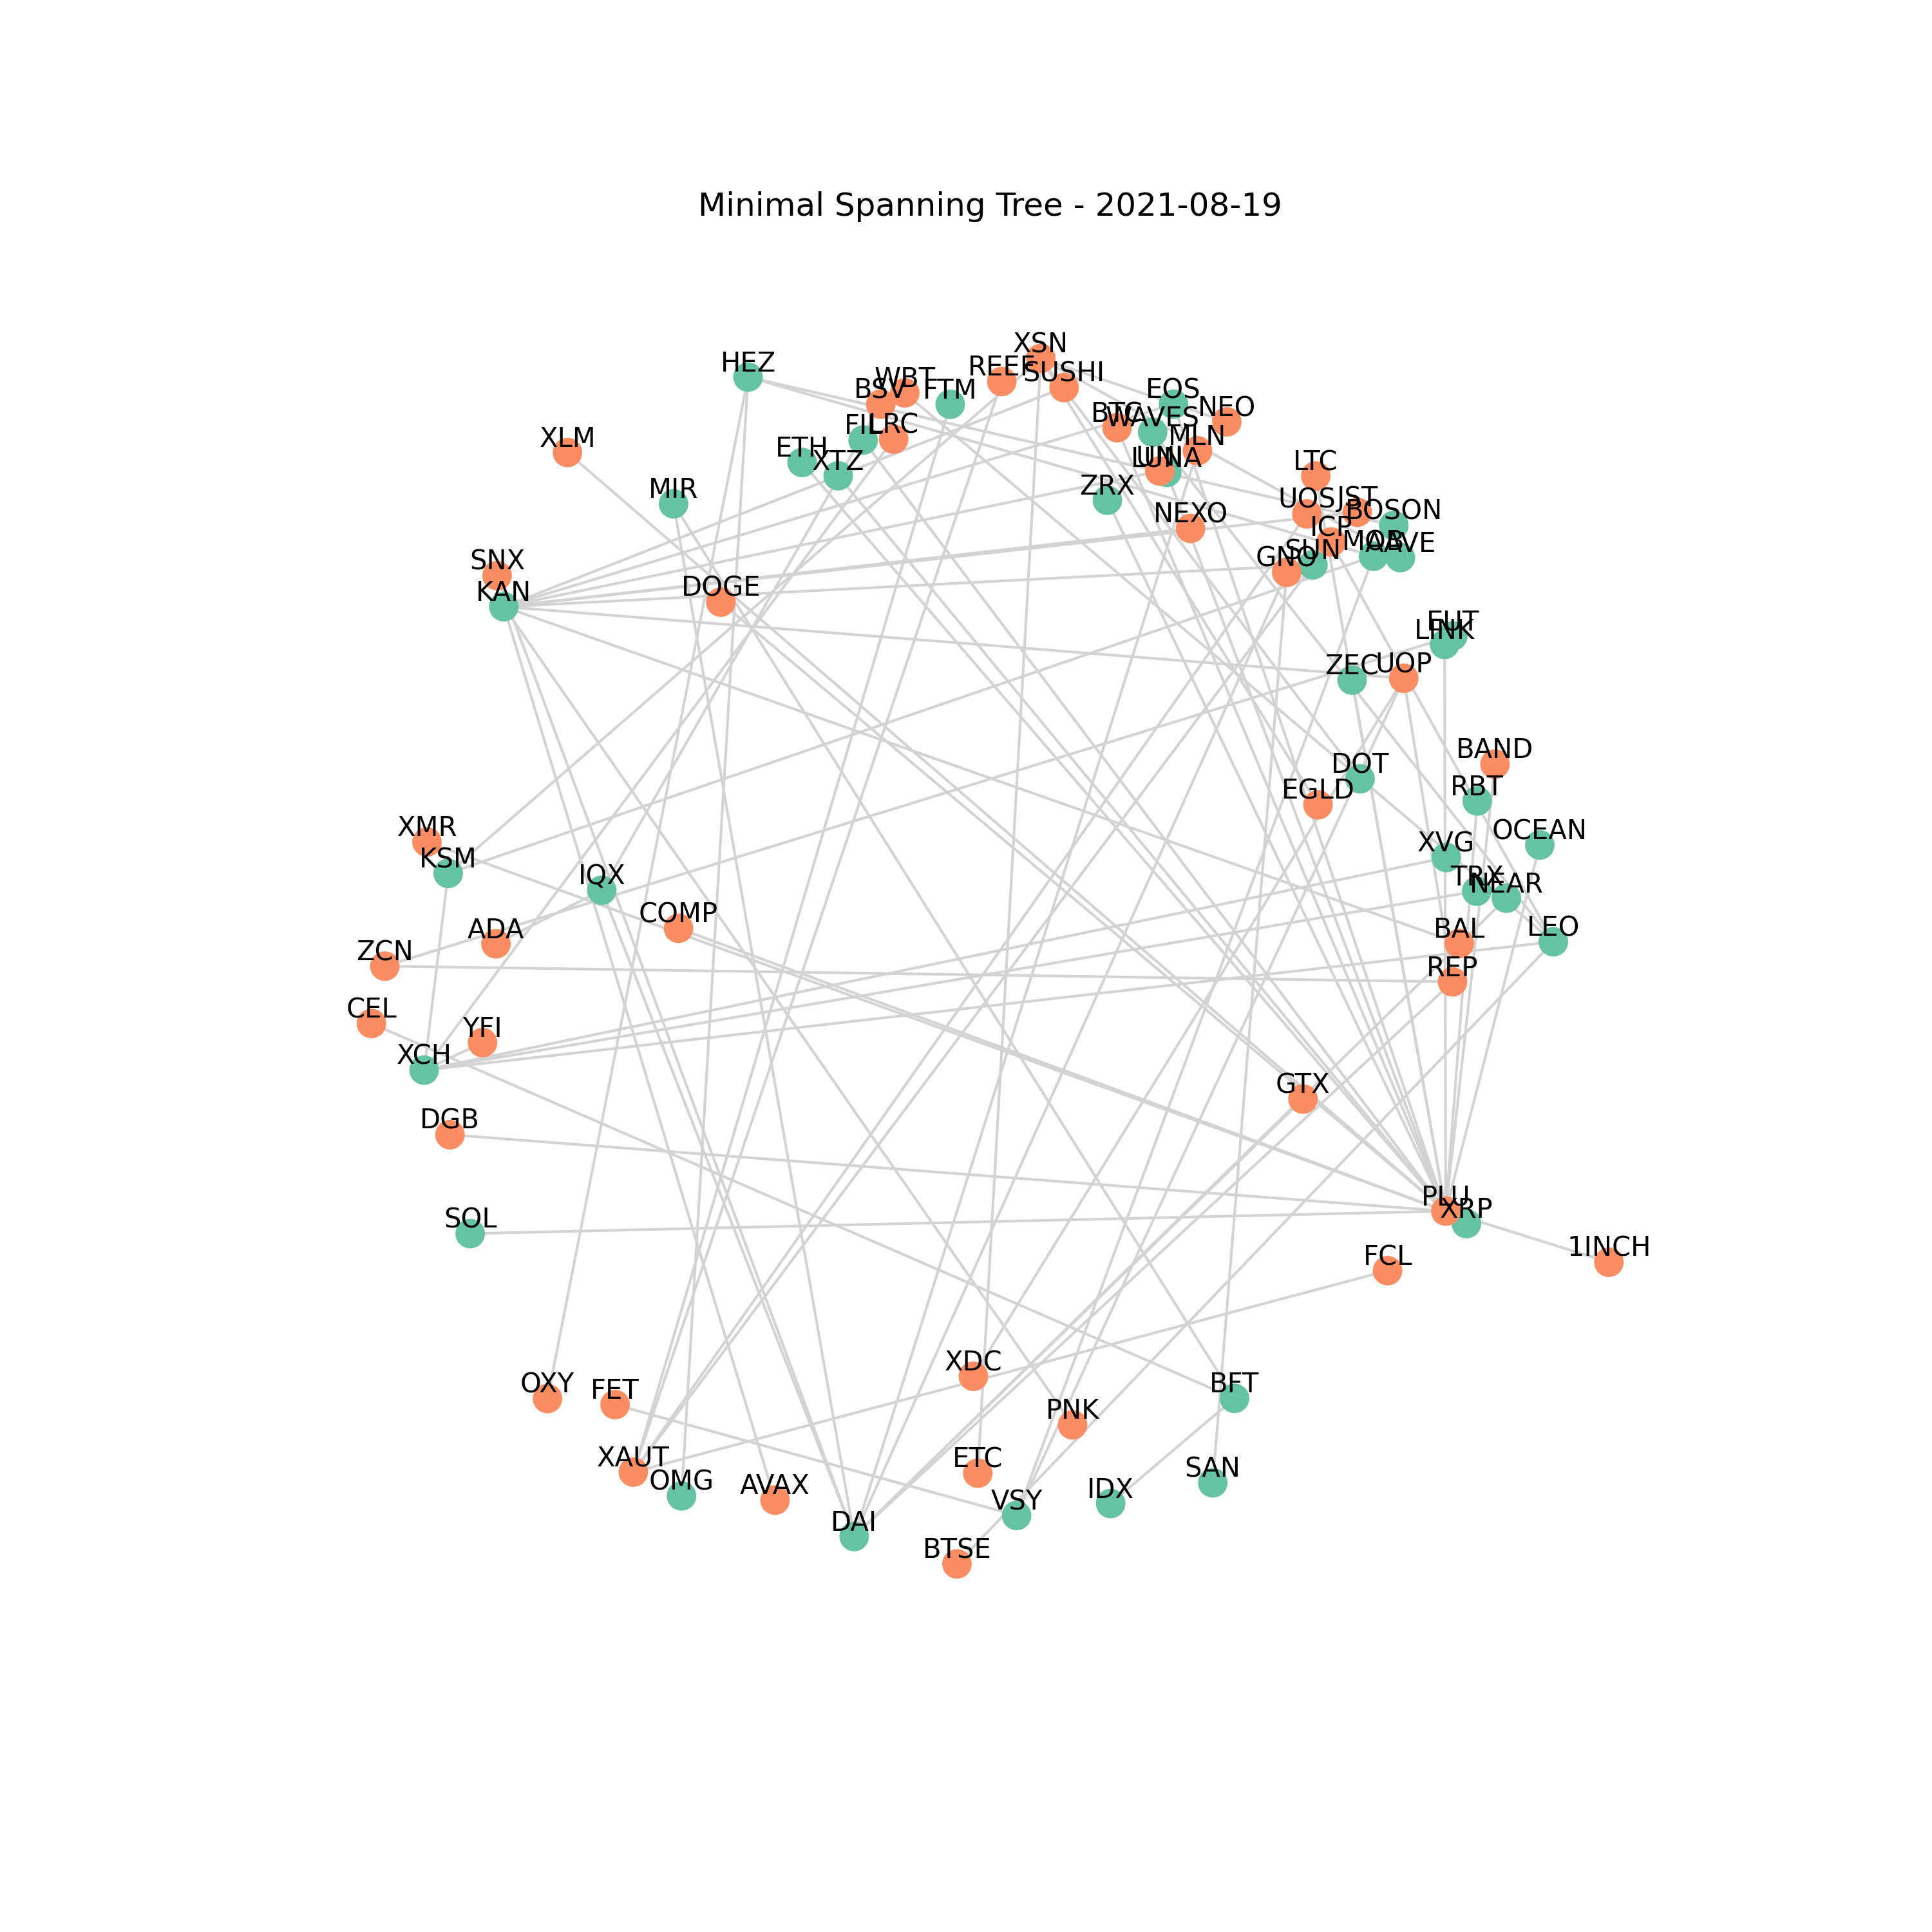 Minimal Spanning Tree - 2021-08-19
XSN
HEZ
REEF
SUSHI
WBT
BSV
FTM
EOS
BTC
WAVES
NEO
FIL
LRC
XLM
ETH
XTZ
MLN
UNI
LUNA
LTC
MIR
ZRX
UOS
JST
BOSON
NEXO
ICP
MOB
AAVE
SUN
GNO
SNX
KAN
DOGE
LINK
ZEC
UOP
BAND
DOT
RBT
EGLD
XMR
KSM
OCEAN
XVG
IQX
TRX
NEAR
COMP
ADA
BAL
LEO
ZCN
REP
CEL
YFI
XCH
GTX
DGB
PLU
XRP
SOL
1INCH
FCL
XDC
OXY
FET
BFT
PNK
XAUT
OMG
ETC
SAN
AVAX
IDX
VSY
DAI
BTSE